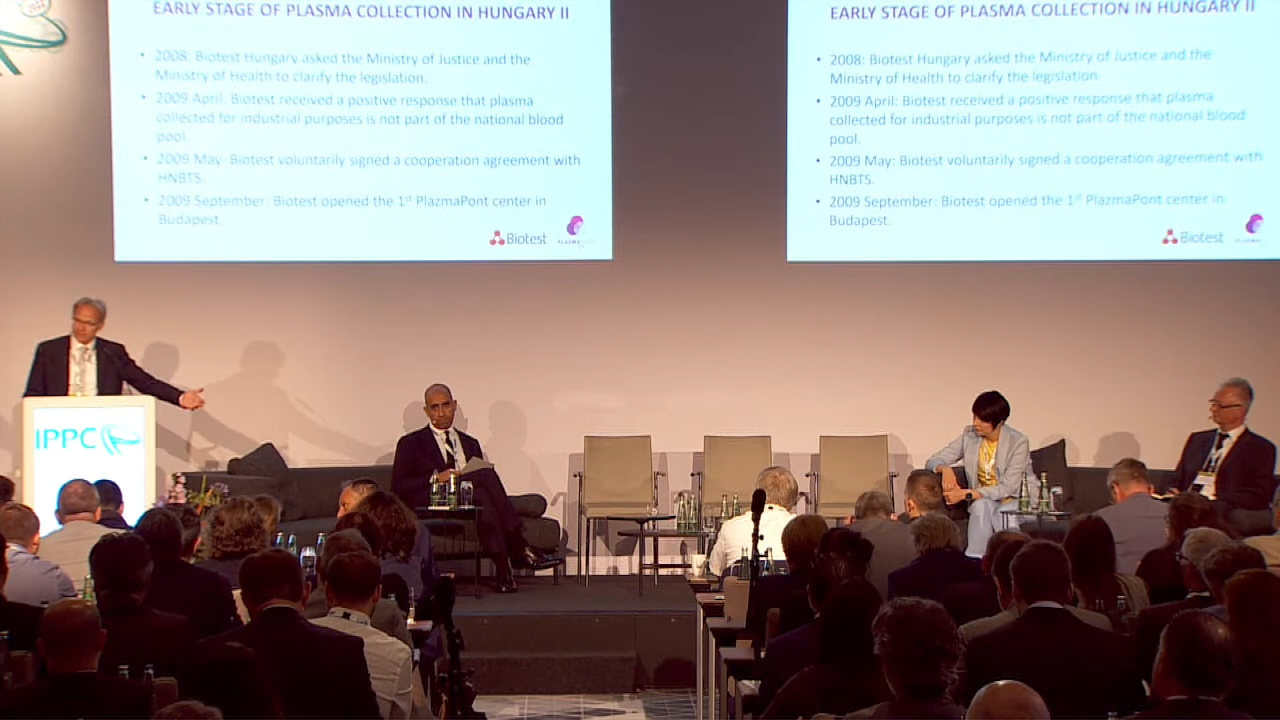 EARLY STAGE OF PLASMA COLLECTION IN HUNGARY II
• 2008: Biotest Hungary asked the Ministry of Justice and the
Ministry of Health to clarify the legislation.
• 2009 April: Biotest received a positive response that plasma
collected for industrial purposes is not part of the national blood
pool.
• 2009 May: Biotest voluntarily signed a cooperation agreement with
HNBTS.
• 2009 September: Biotest opened the 1st PlazmaPont center in
Budapest.
Biotest
EARLY STAGE OF PLASMA COLLECTION IN HUNGARY II
• 2008: Biotest Hungary asked the Ministry of Justice and the
Ministry of Health to clarify the legislation.
• 2009 April: Biotest received a positive response that plasma
collected for industrial purposes is not part of the national blood
pool.
• 2009 May: Biotest voluntarily signed a cooperation agreement with
HNBTS.
• 2009 September: Biotest opened the 1st PlazmaPont center in
Budapest.
Biotest
IPPC